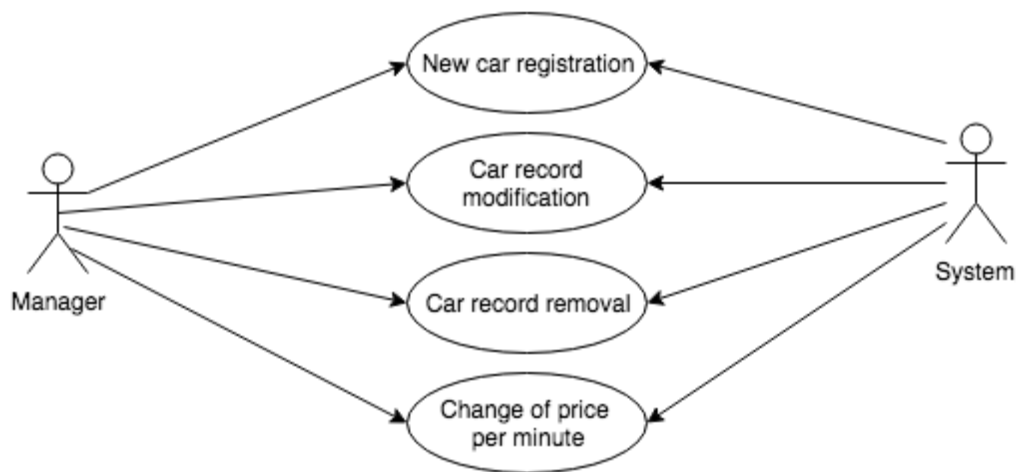 New car registration
Car record
modification
Manager
System
Car record removal
Change of price
per minute